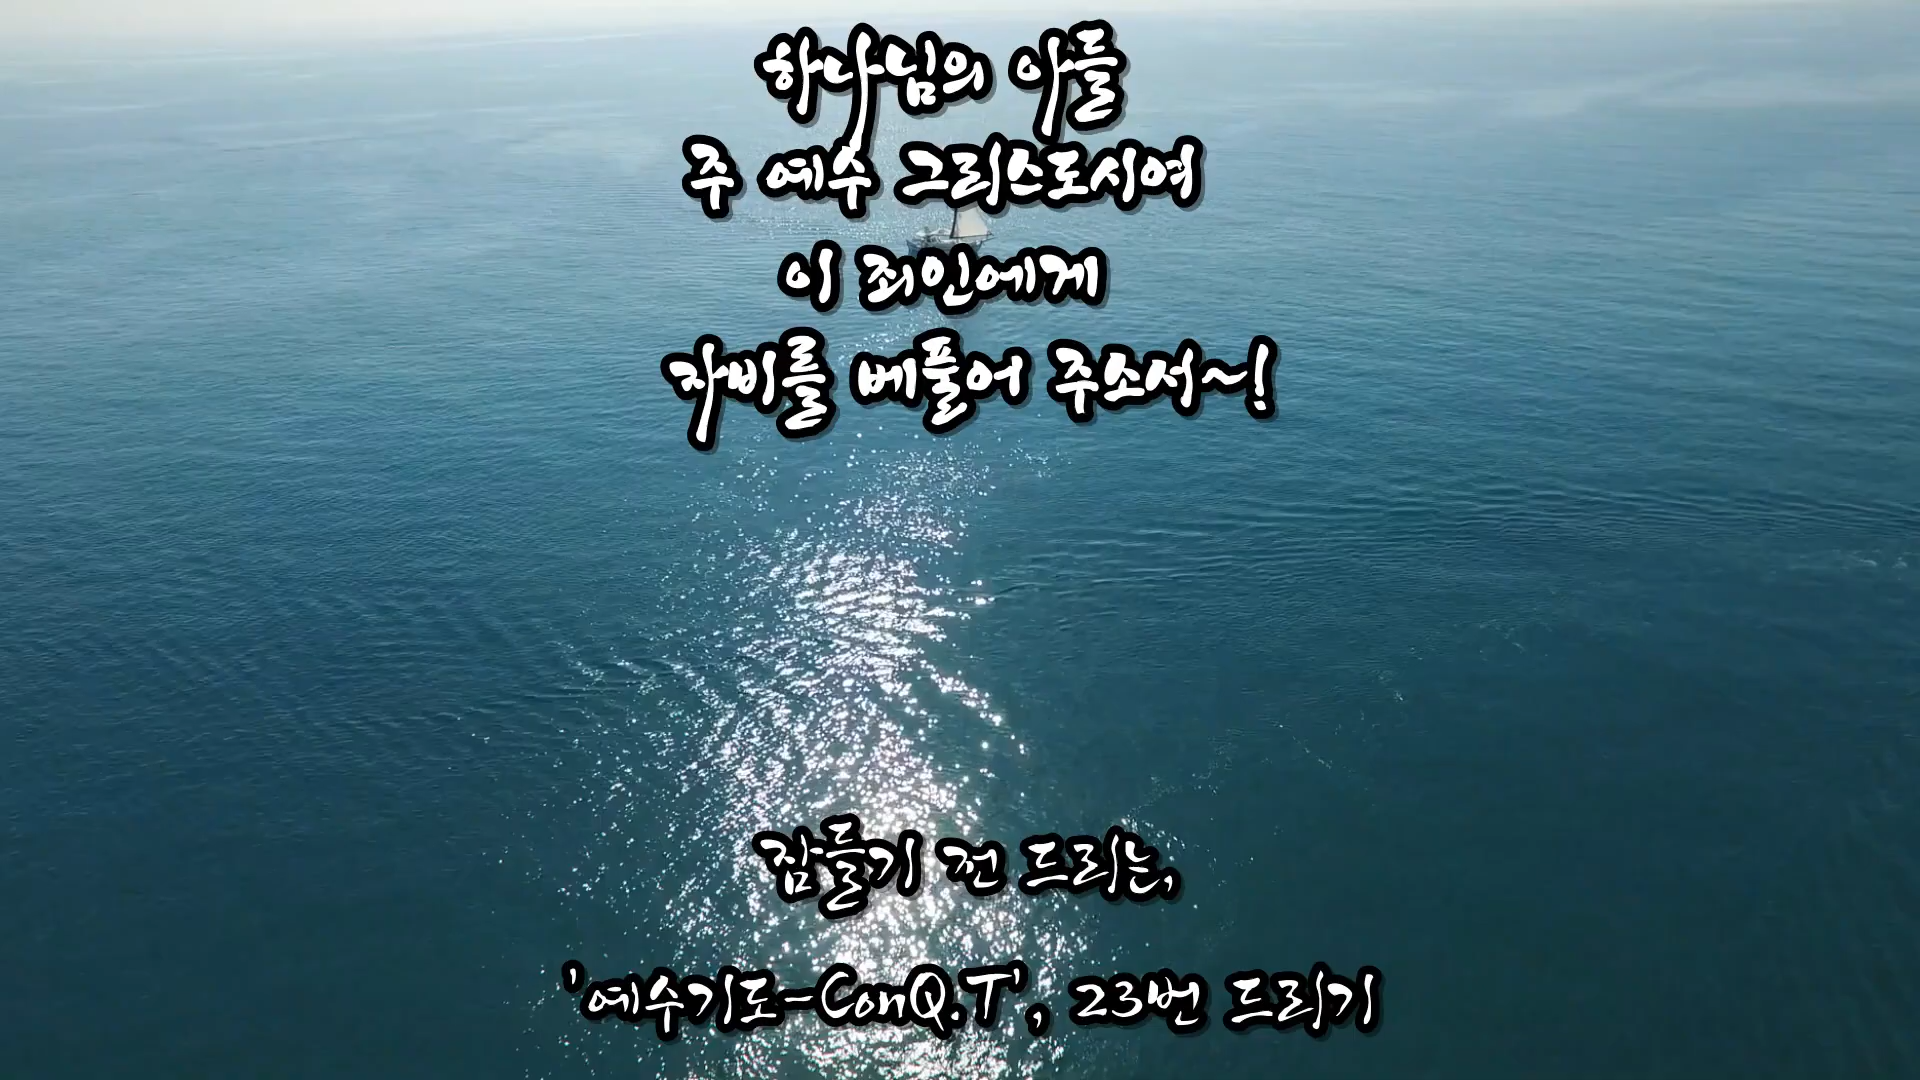 하나님의 아들
주 예수 그리스도시여
이 죄인에게
자비를 베풀어 주소서~!
잠들기 전 드리는,
'예수기도-ConQ.T', 23번 드리기